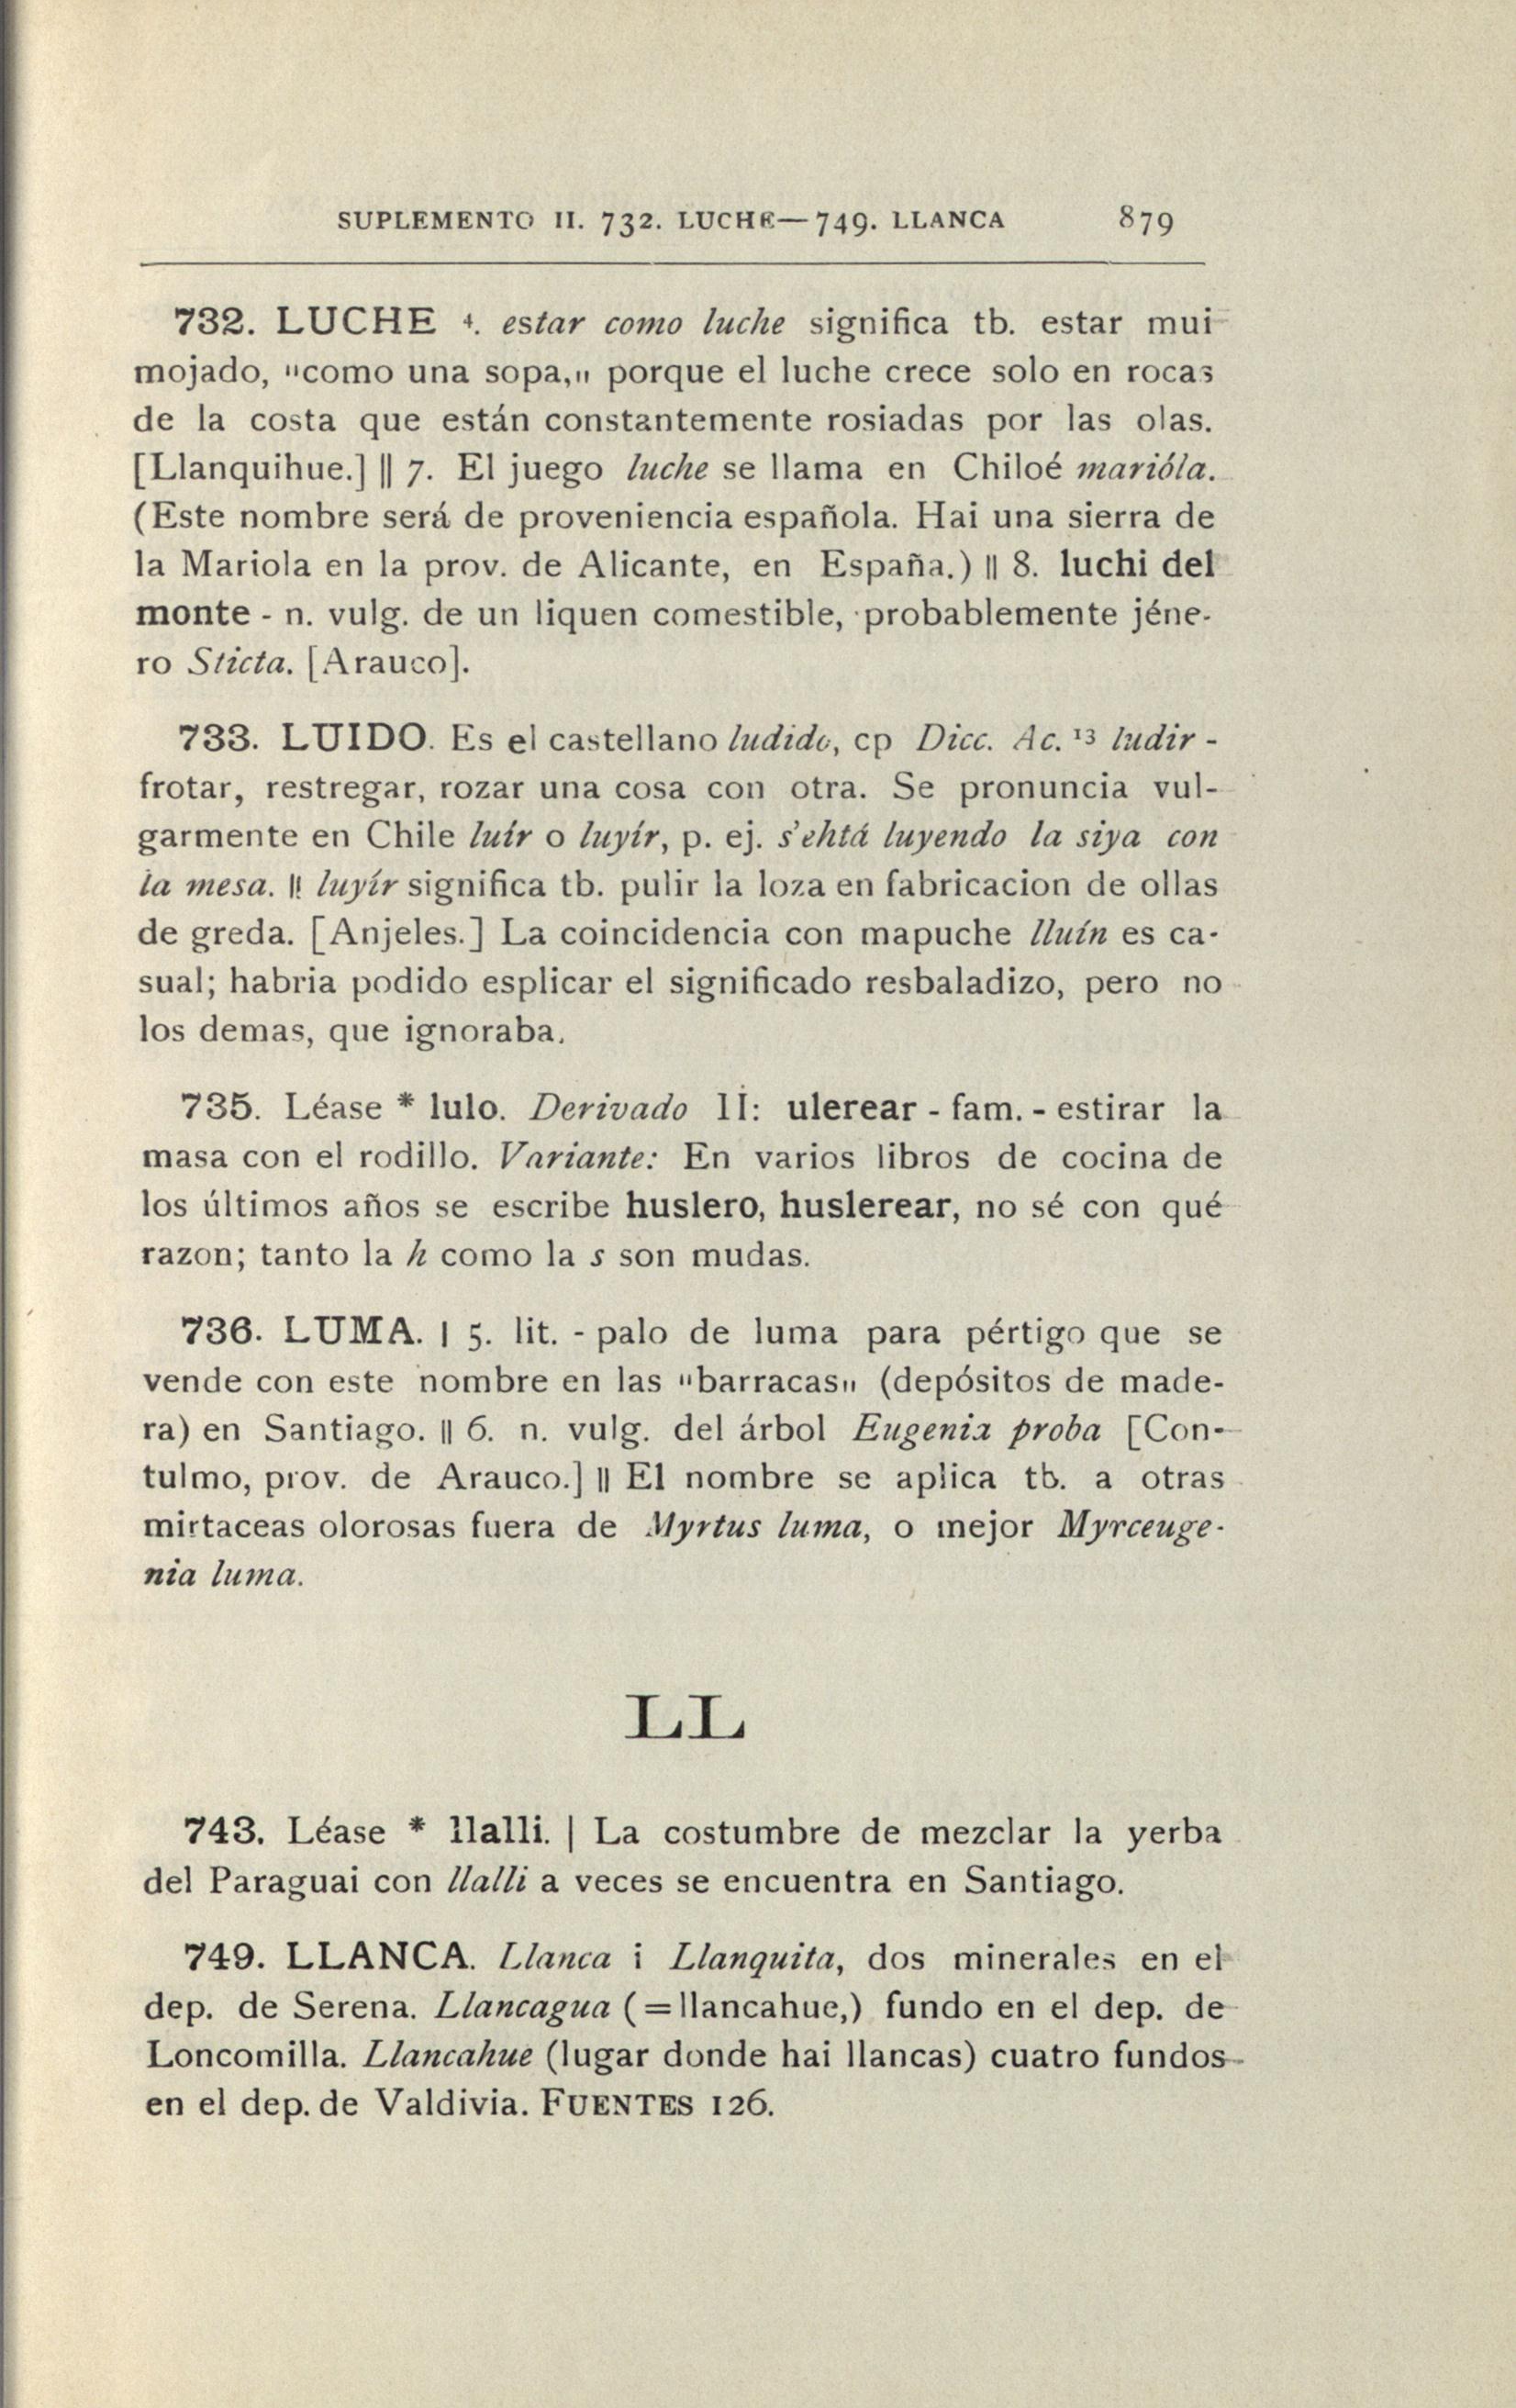 SUPLEMENTO II. 732. LUCHE—749. LLANCA 879
732. LUCHE 4. estar como luche significa tb. estar mui
mojado, "como una sopa," porque el luche crece solo en rocas
de la costa que están constantemente rosiadas por las olas.
[Llanquihue.] || 7. El juego luche se llama en Chiloé marióla.
(Este nombre será de proveniencia española. Hai una sierra de
la Mariola en la prov. de Alicante, en España.) || 8. luchi del
monte - n. vulg. de un liquen comestible, probablemente jéne-
ro Sticta. [Arauco].
733. LUIDO. Es el castellano ludido, cp Dicc. Ac. ¹³ ludir -
frotar, restregar, rozar una cosa con otra. Se pronuncia vul-
garmente en Chile luír o luyír, p. ej. s'ehtá luyendo la siya con
la mesa. || luyír significa tb. pulir la loza en fabricacion de ollas
de greda. [Anjeles.] La coincidencia con mapuche lluín es ca-
sual; habria podido esplicar el significado resbaladizo, pero no
los demas, que ignoraba.
735. Léase * lulo. Derivado II: ulerear - fam. - estirar la
masa con el rodillo. Variante: En varios libros de cocina de
los últimos años se escribe huslero, huslerear, no sé con qué
razon; tanto la h como la s son mudas.
736. LUMA. | 5. lit. - palo de luma para pértigo que se
vende con este nombre en las "barracas" (depósitos de made-
ra) en Santiago. || 6. n. vulg. del árbol Eugenia proba [Con-
tulmo, prov. de Arauco.] || El nombre se aplica tb. a otras
mirtaceas olorosas fuera de Myrtus luma, o mejor Myrceuge-
nia luma.
LL
743. Léase * llalli. | La costumbre de mezclar la yerba
del Paraguai con llalli a veces se encuentra en Santiago.
749. LLANCA. Llanca i Llanquita, dos minerales en el
dep. de Serena. Llancagua (=llancahue,) fundo en el dep. de
Loncomilla. Llancahue (lugar donde hai llancas) cuatro fundos
en el dep. de Valdivia. FUENTES 126.